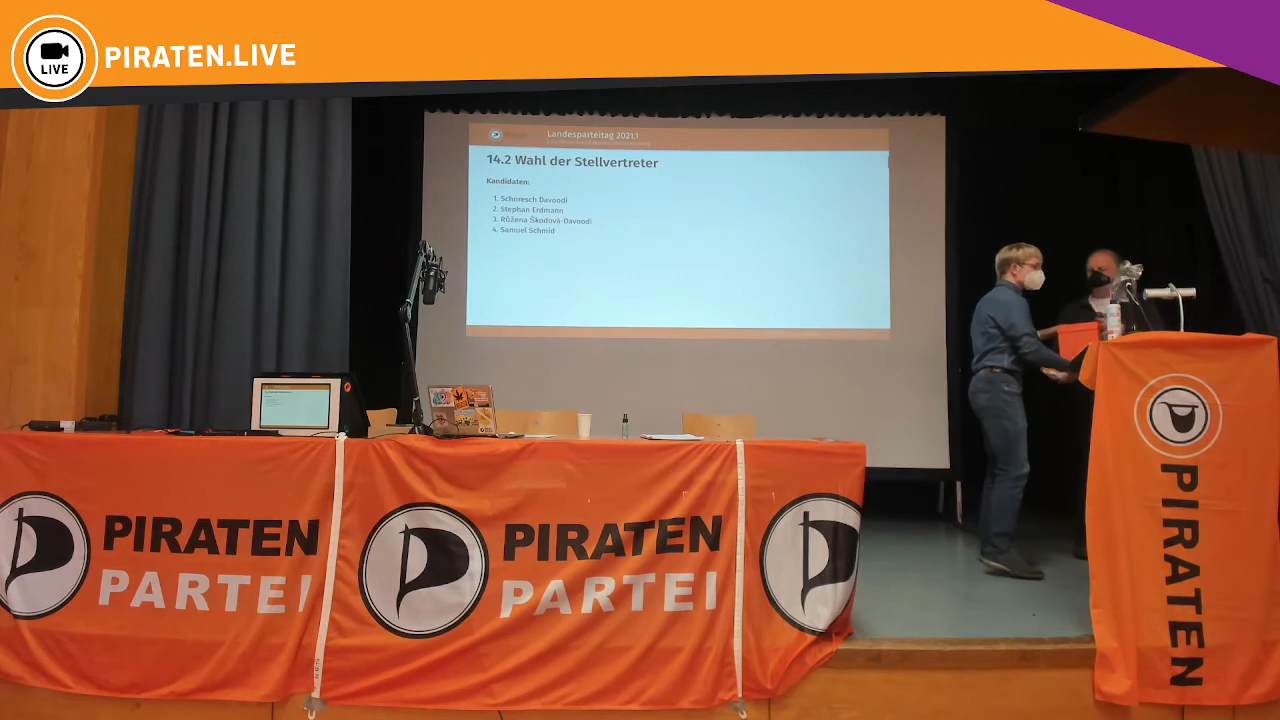 LIVE
PIRATEN.LIVE
Landesparteitag 2021.1
14.2 Wahl der Stellvertreter
Kandidaten:
1. Schoresch Davoodi
2. Stephan Erdmann
3. Růžena Škodová-Davoodi
4. Samuel Schmid
PIRATEN
PARTEI
PIRATEN
PARTEI
PIRATEN